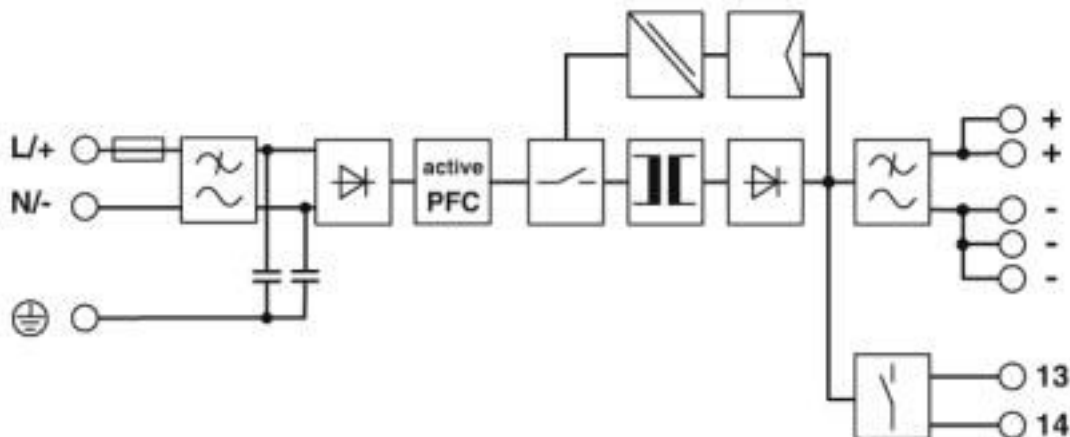 L/+
N/-
active
PFC
+
+
-
-
-
13
14